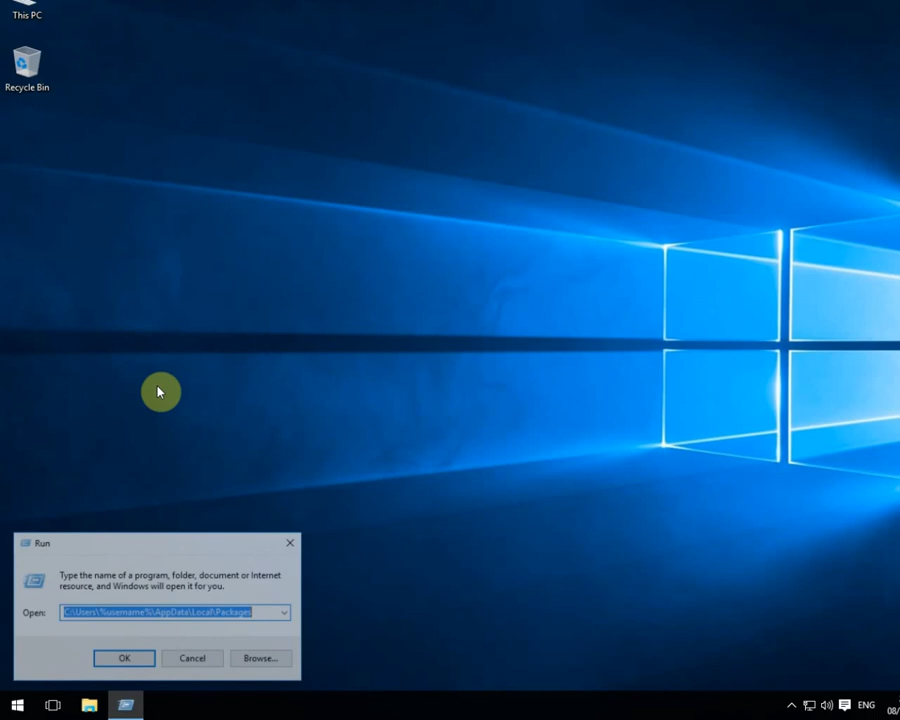 This PC
Recycle Bin
Run
Type the name of a program, folder, document or Internet
resource, and Windows will open it for you.
Open:
C:\Users\%username%\AppData\Local\Packages
OK
Cancel
Browse...
ENG
08/